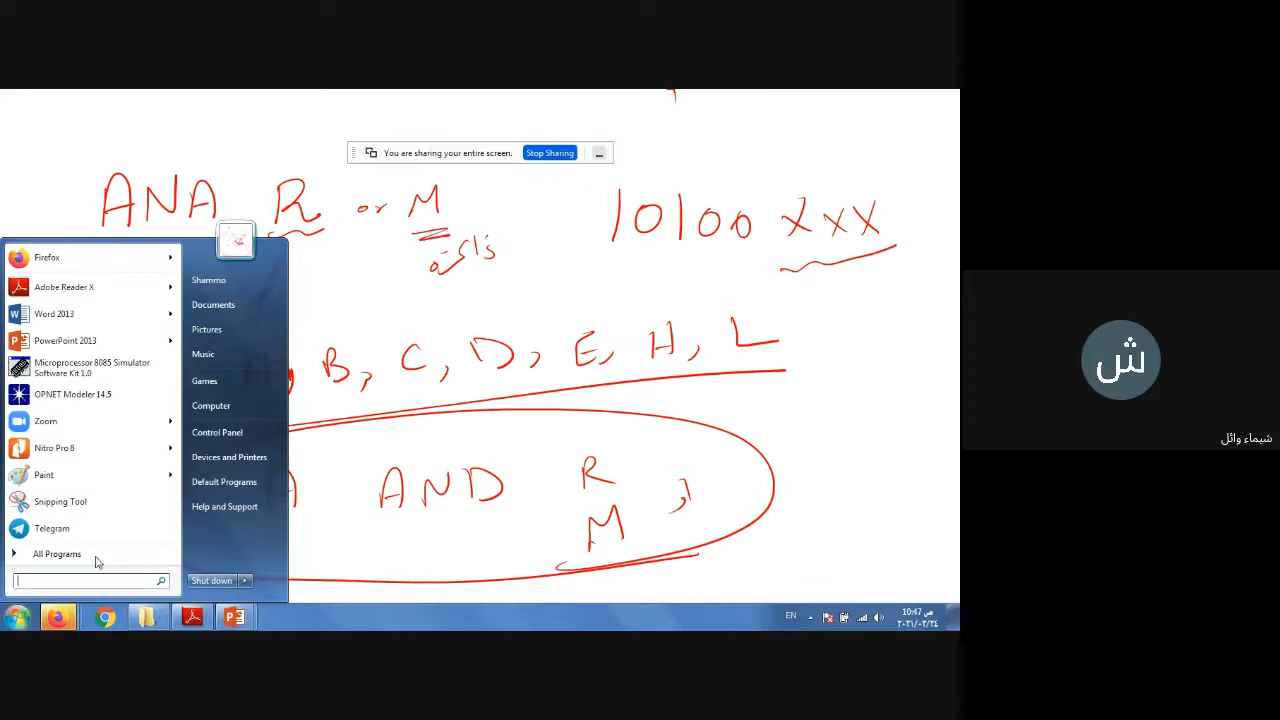 You are sharing your entire screen.
Stop Sharing
ANA R or M
10100 XXX
B, C, D, E, H, L
A AND R
M
Firefox
Adobe Reader X
Word 2013
PowerPoint 2013
Microprocessor 8085 Simulator
Software Kit 1.0
OPNET Modeler 14.5
Zoom
Nitro Pro 8
Paint
Snipping Tool
Telegram
All Programs
Shammo
Documents
Pictures
Music
Games
Computer
Control Panel
Devices and Printers
Default Programs
Help and Support
Shut down
EN
10:47 ص
٢٠٢١/٠٣/٢٤
ش
شيماء وائل